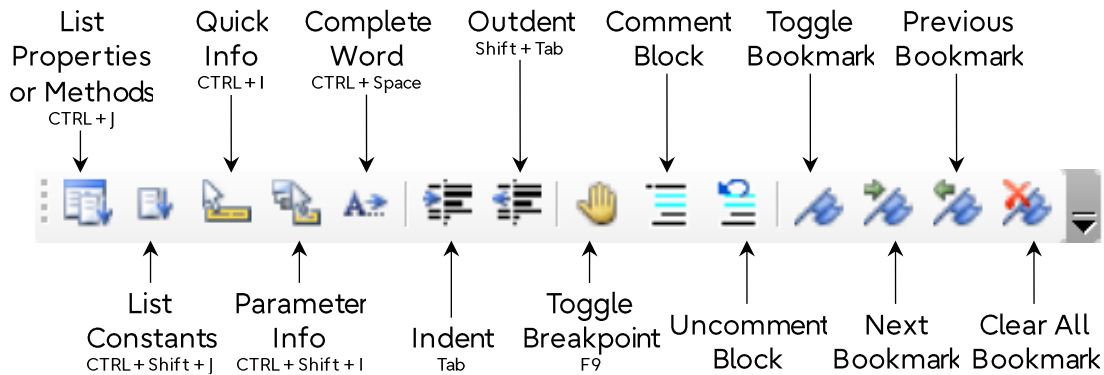 List
Properties
or Methods
CTRL + J
Quick
Info
CTRL + I
Complete
Word
CTRL + Space
Outdent
Shift + Tab
Comment
Block
Toggle
Bookmark
Previous
Bookmark
A
List
Constants
CTRL + Shift + J
Parameter
Info
CTRL + Shift + I
Indent
Tab
Toggle
Breakpoint
F9
Uncomment
Block
Next
Bookmark
Clear All
Bookmark